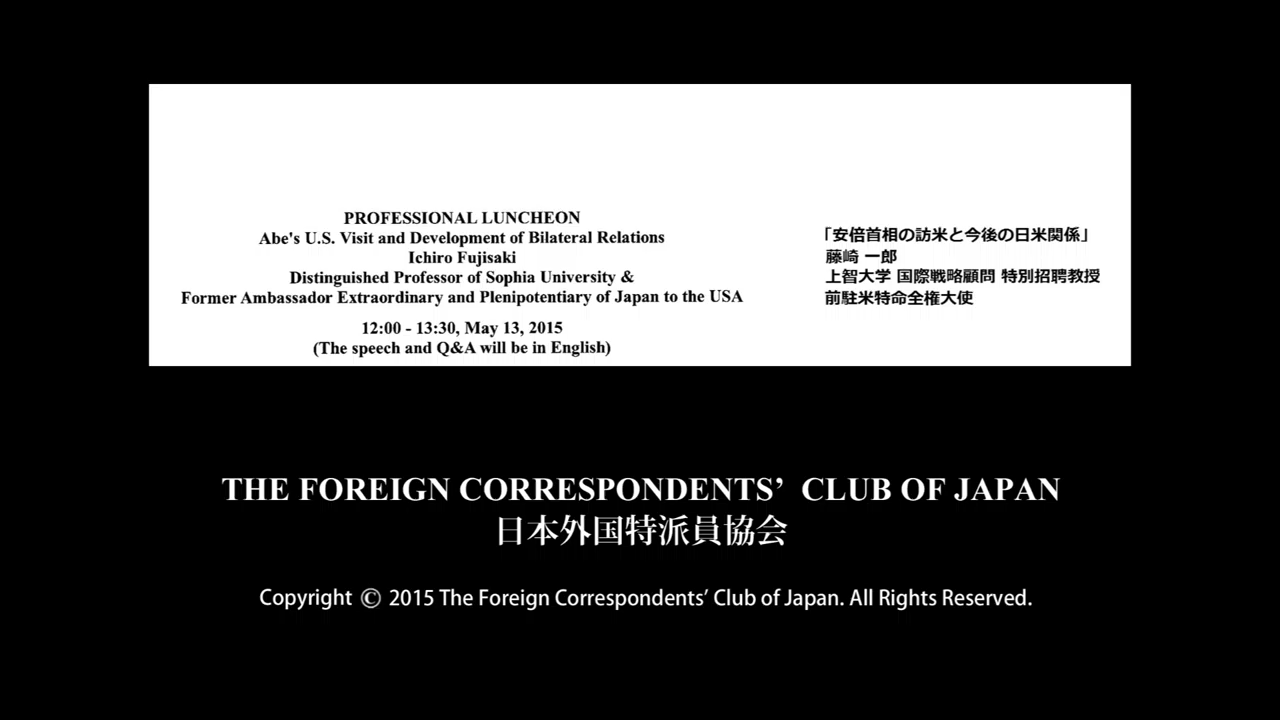 PROFESSIONAL LUNCHEON
Abe's U.S. Visit and Development of Bilateral Relations
Ichiro Fujisaki
Distinguished Professor of Sophia University &
Former Ambassador Extraordinary and Plenipotentiary of Japan to the USA
12:00 - 13:30, May 13, 2015
(The speech and Q&A will be in English)
「安倍首相の訪米と今後の日米関係」
藤崎 一郎
上智大学 国際戦略顧問 特別招聘教授
前駐米特命全権大使
THE FOREIGN CORRESPONDENTS’ CLUB OF JAPAN
日本外国特派員協会
Copyright © 2015 The Foreign Correspondents’ Club of Japan. All Rights Reserved.